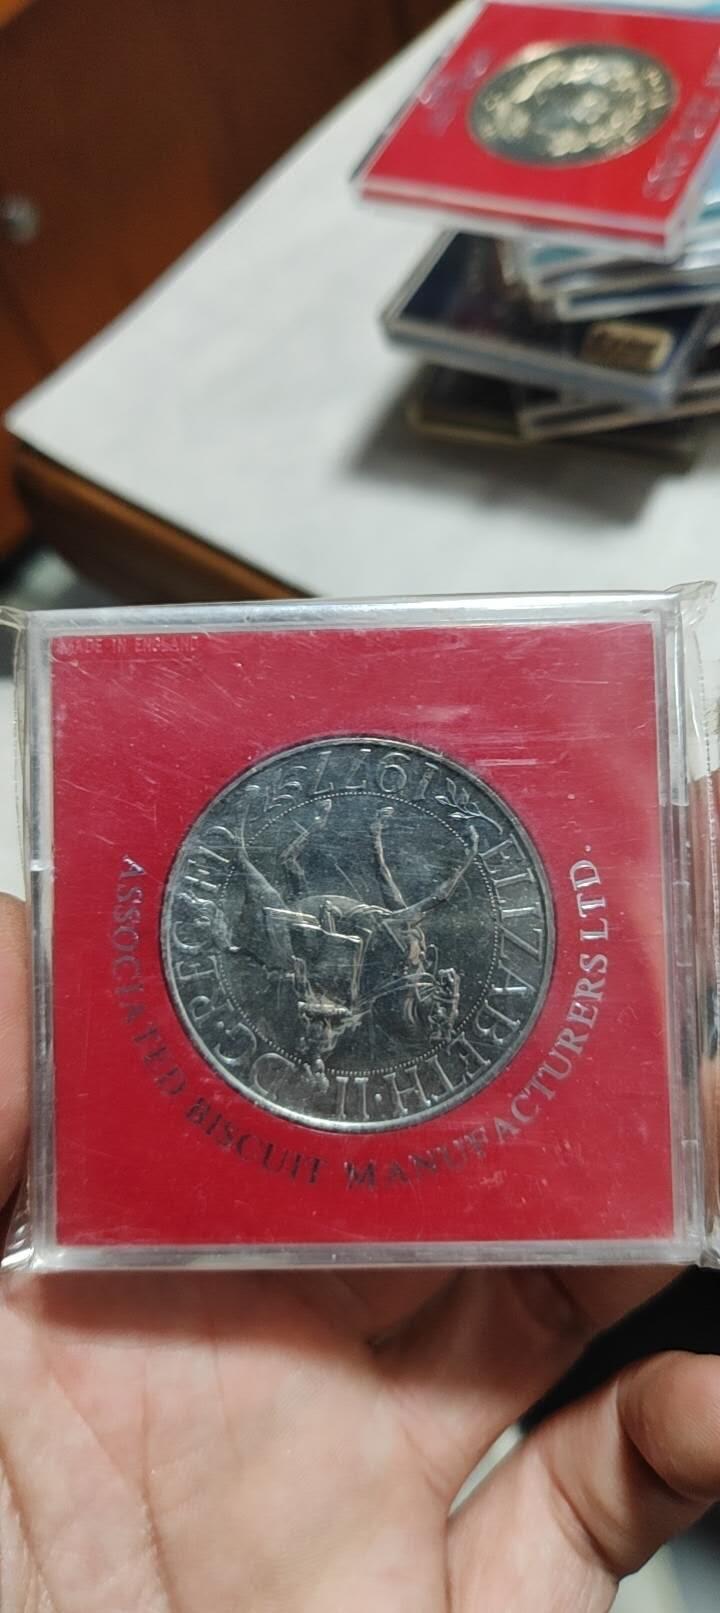 MADE IN ENGLAND
ELIZABETH·II D·G·REG·F·D 1977
ASSOCIATED BISCUIT MANUFACTURERS LTD.